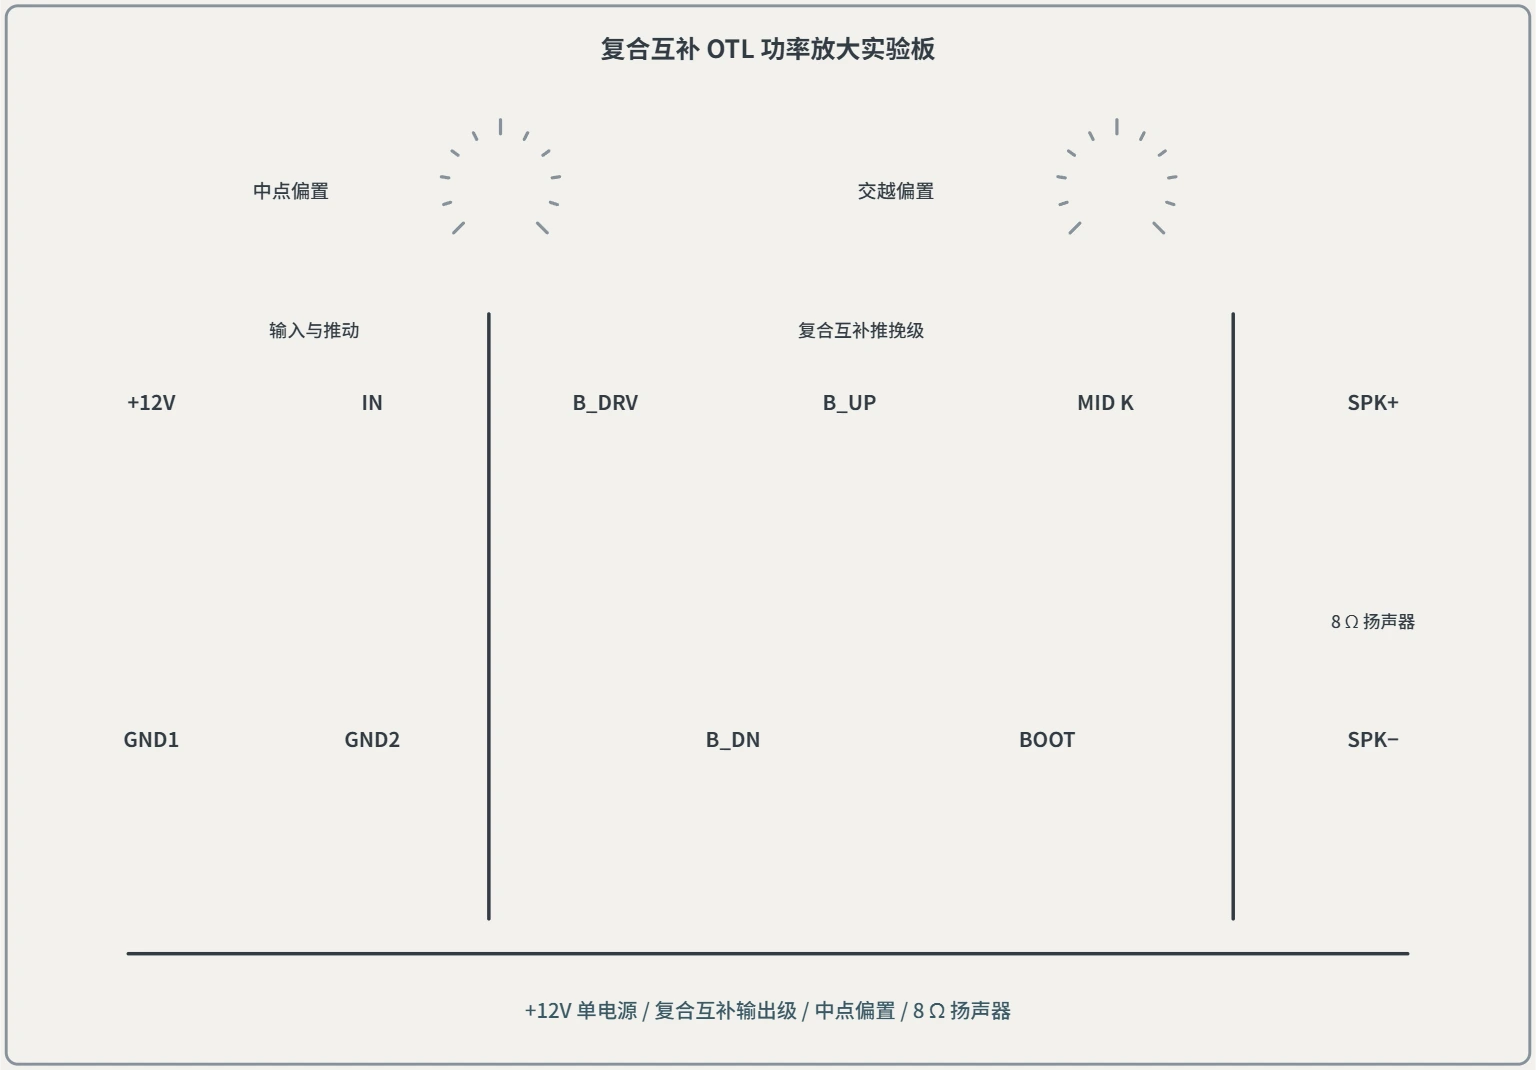 复合互补 OTL 功率放大实验板
中点偏置
交越偏置
输入与推动
复合互补推挽级
+12V
IN
B_DRV
B_UP
MID K
SPK+
8 Ω 扬声器
GND1
GND2
B_DN
BOOT
SPK−
+12V 单电源 / 复合互补输出级 / 中点偏置 / 8 Ω 扬声器